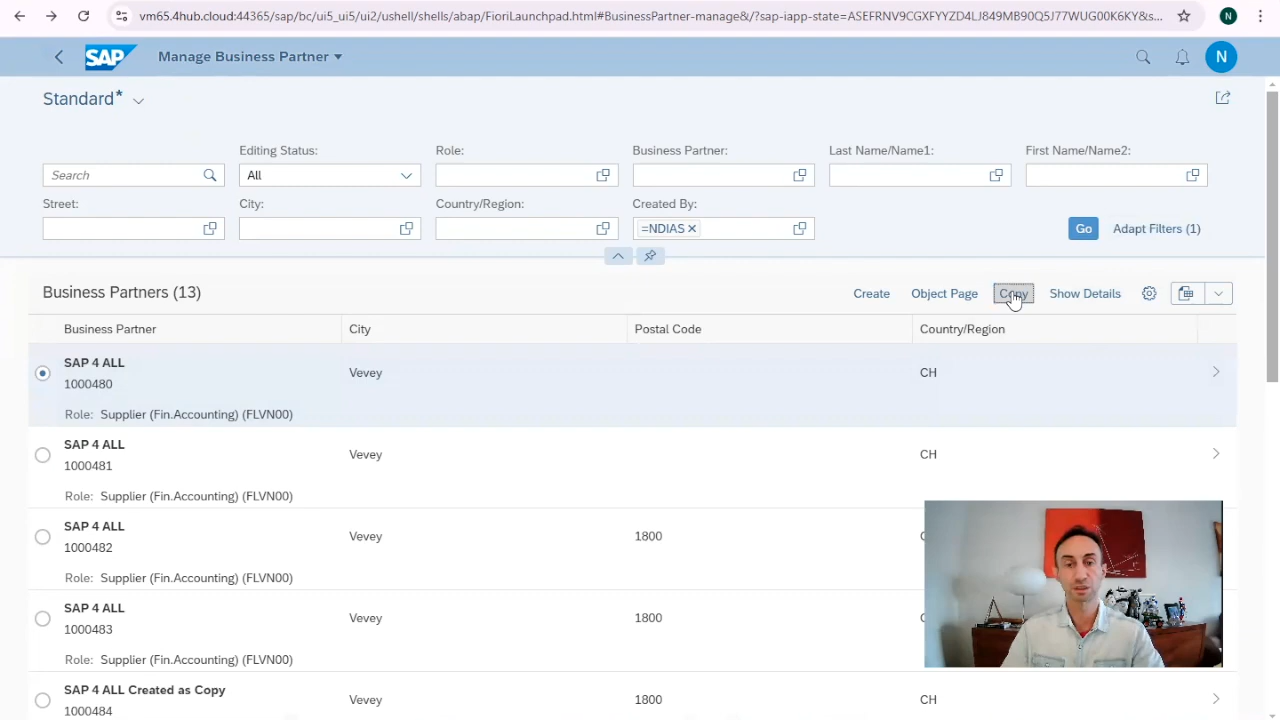 vm65.4hub.cloud:44365/sap/bc/ui5_ui5/ui2/ushell/shells/abap/FioriLaunchpad.html#BusinessPartner-manage&/?sap-iapp-state=ASEFRNV9CGXFYYZD4LJ849MB90Q5J77WUG00K6KY&s...
N
SAP Manage Business Partner N
Standard*
Editing Status: Role: Business Partner: Last Name/Name1: First Name/Name2:
Search All
Street: City: Country/Region: Created By:
=NDIAS Go Adapt Filters (1)
Business Partners (13) Create Object Page Copy Show Details
Business Partner City Postal Code Country/Region
SAP 4 ALL
1000480 Vevey CH
Role: Supplier (Fin.Accounting) (FLVN00)
SAP 4 ALL
1000481 Vevey CH
Role: Supplier (Fin.Accounting) (FLVN00)
SAP 4 ALL
1000482 Vevey 1800
Role: Supplier (Fin.Accounting) (FLVN00)
SAP 4 ALL
1000483 Vevey 1800
Role: Supplier (Fin.Accounting) (FLVN00)
SAP 4 ALL Created as Copy
1000484 Vevey 1800 CH